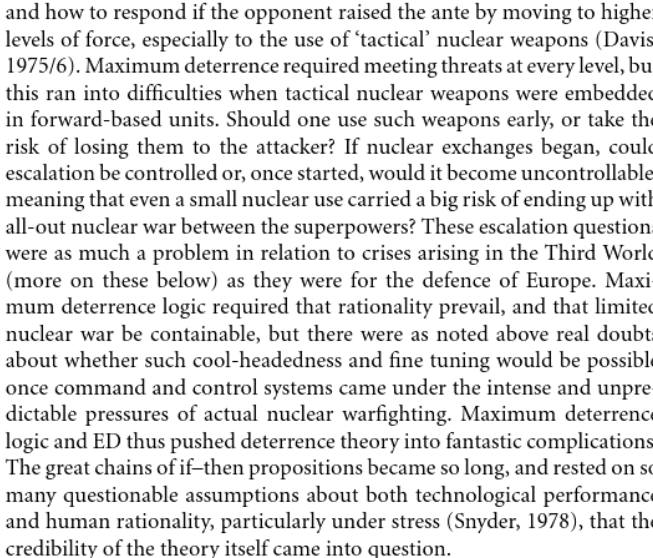 and how to respond if the opponent raised the ante by moving to higher
levels of force, especially to the use of ‘tactical’ nuclear weapons (Davis
1975/6). Maximum deterrence required meeting threats at every level, bu
this ran into difficulties when tactical nuclear weapons were embedded
in forward-based units. Should one use such weapons early, or take the
risk of losing them to the attacker? If nuclear exchanges began, could
escalation be controlled or, once started, would it become uncontrollable
meaning that even a small nuclear use carried a big risk of ending up with
all-out nuclear war between the superpowers? These escalation questions
were as much a problem in relation to crises arising in the Third World
(more on these below) as they were for the defence of Europe. Maxi-
mum deterrence logic required that rationality prevail, and that limited
nuclear war be containable, but there were as noted above real doubts
about whether such cool-headedness and fine tuning would be possible
once command and control systems came under the intense and unpre-
dictable pressures of actual nuclear warfighting. Maximum deterrence
logic and ED thus pushed deterrence theory into fantastic complications
The great chains of if–then propositions became so long, and rested on so
many questionable assumptions about both technological performance
and human rationality, particularly under stress (Snyder, 1978), that the
credibility of the theory itself came into question.